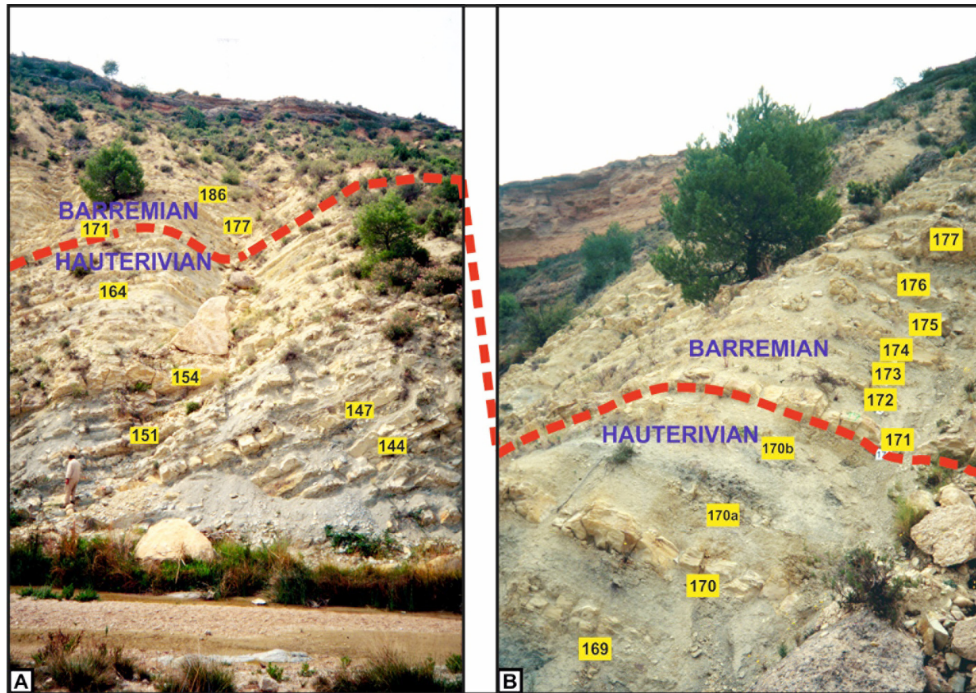 186
BARREMIAN
171
177
HAUTERIVIAN
164
154
147
151
144
A
177
176
175
BARREMIAN
174
173
172
HAUTERIVIAN
170b
171
170a
170
169
B